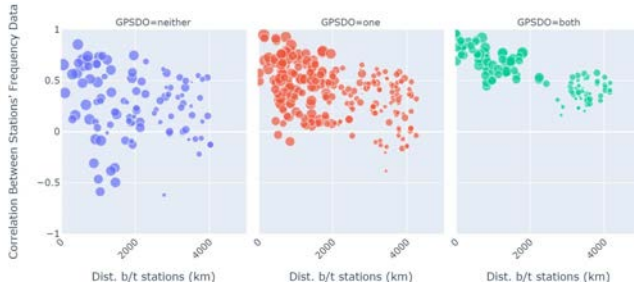 GPSDO=neither
GPSDO=one
GPSDO=both
Correlation Between Stations' Frequency Data
1
0.5
0
−0.5
−1
0
2000
4000
0
2000
4000
0
2000
4000
Dist. b/t stations (km)
Dist. b/t stations (km)
Dist. b/t stations (km)